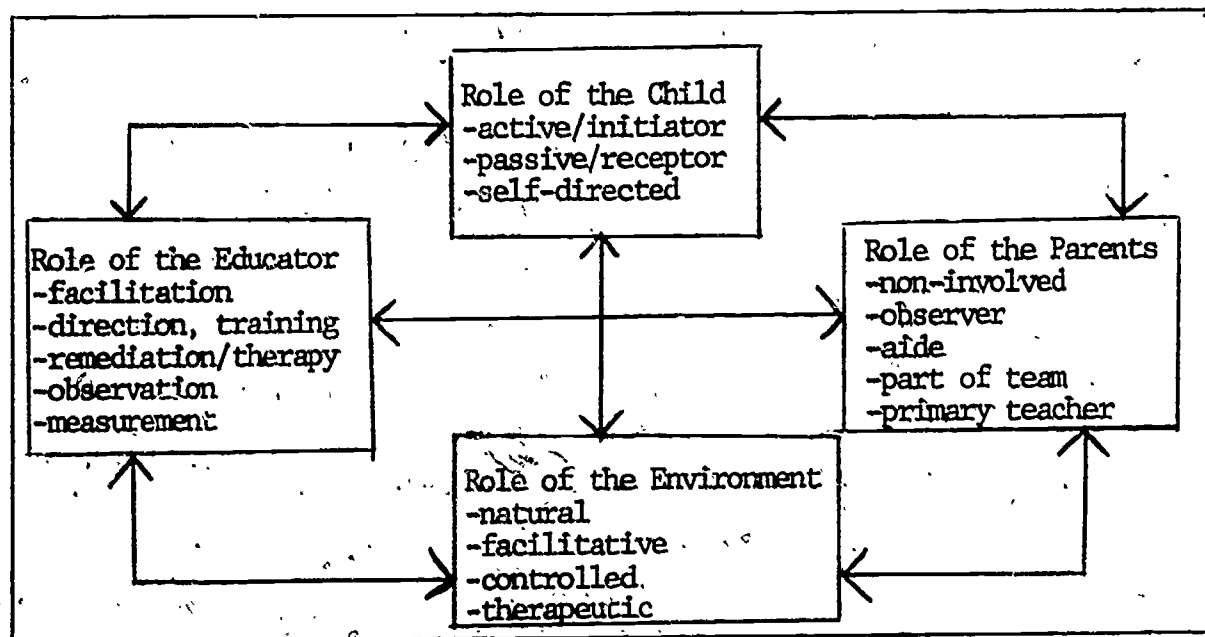 Role of the Child
-active/initiator
-passive/receptor
-self-directed
Role of the Educator
-facilitation
-direction, training
-remediation/therapy
-observation
-measurement
Role of the Parents
-non-involved
-observer
-aide
-part of team
-primary teacher
Role of the Environment
-natural
-facilitative
-controlled.
-therapeutic